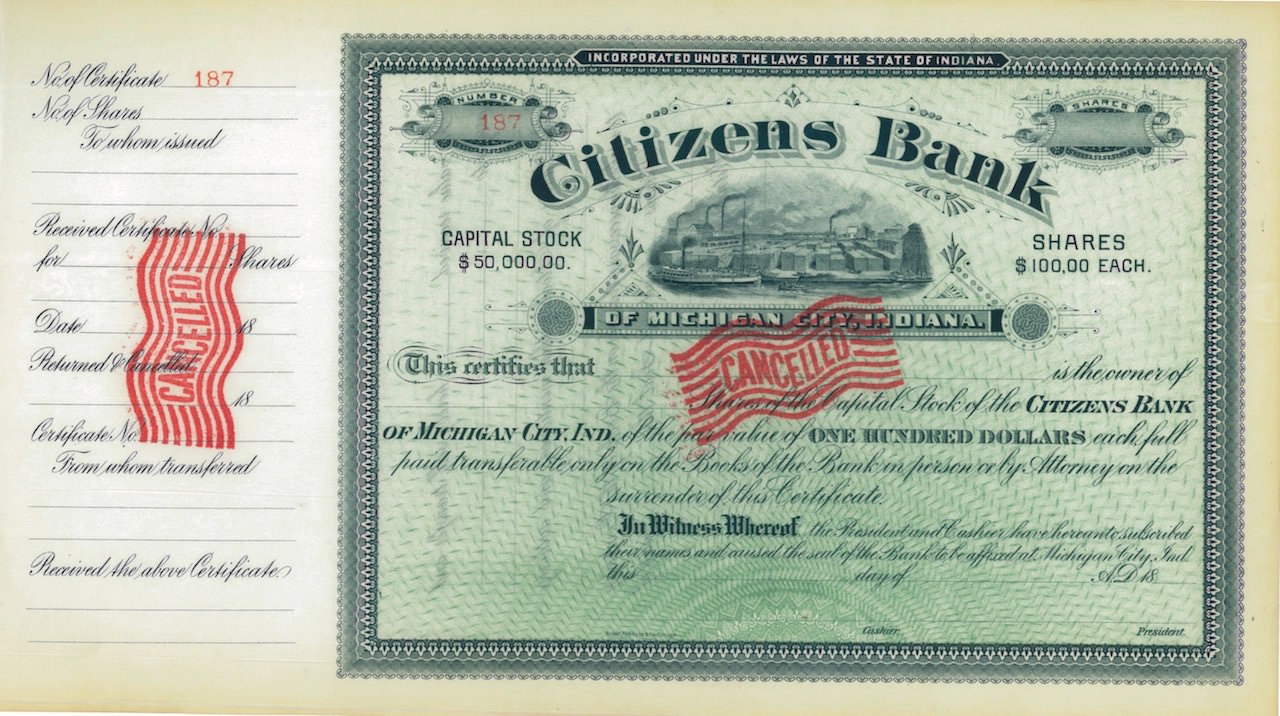 No. of Certificate 187
No. of Shares
To whom issued
Received Certificate No.
for Shares
Date 18
Returned & Cancelled
18
Certificate No.
From whom transferred
Received the above Certificate
CANCELLED
INCORPORATED UNDER THE LAWS OF THE STATE OF INDIANA.
NUMBER
187
SHARES
Citizens Bank
CAPITAL STOCK
$50,000,00.
SHARES
$100,00 EACH.
OF MICHIGAN CITY, INDIANA.
CANCELLED
This certifies that is the owner of
Shares of the Capital Stock of the CITIZENS BANK
OF MICHIGAN CITY, IND. of the par value of ONE HUNDRED DOLLARS each, full
paid transferable only on the Books of the Bank in person or by Attorney on the
surrender of this Certificate.
In Witness Whereof the President and Cashier have hereunto subscribed
their names and caused the seal of the Bank to be affixed at Michigan City, Ind.
this day of A.D. 18
Cashier.
President.